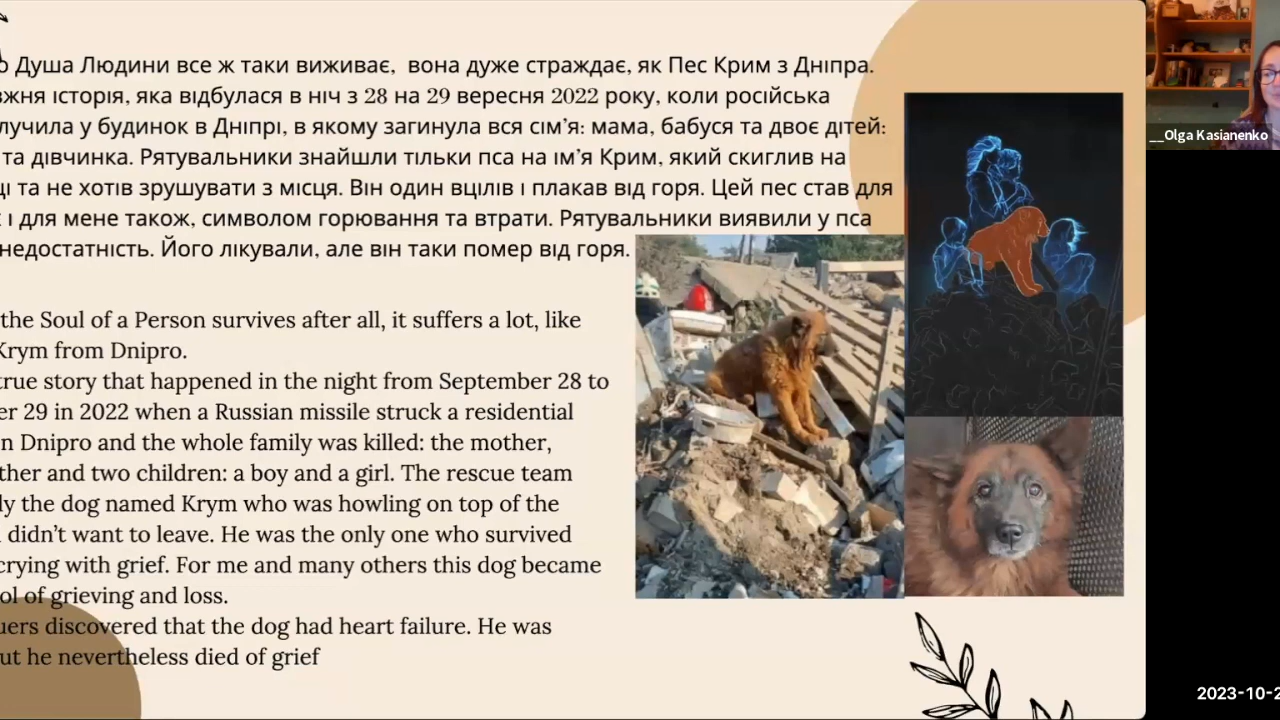 о Душа Людини все ж таки виживає, вона дуже страждає, як Пес Крим з Дніпра.
вжня історія, яка відбулася в ніч з 28 на 29 вересня 2022 року, коли російська
лучила у будинок в Дніпрі, в якому загинула вся сім’я: мама, бабуся та двоє дітей:
та дівчинка. Рятувальники знайшли тільки пса на ім’я Крим, який скиглив на
ці та не хотів зрушувати з місця. Він один вцілів і плакав від горя. Цей пес став для
х і для мене також, символом горювання та втрати. Рятувальники виявили у пса
недостатність. Його лікували, але він таки помер від горя.
the Soul of a Person survives after all, it suffers a lot, like
Krym from Dnipro.
true story that happened in the night from September 28 to
er 29 in 2022 when a Russian missile struck a residential
n Dnipro and the whole family was killed: the mother,
ther and two children: a boy and a girl. The rescue team
ly the dog named Krym who was howling on top of the
didn’t want to leave. He was the only one who survived
crying with grief. For me and many others this dog became
ol of grieving and loss.
uers discovered that the dog had heart failure. He was
ut he nevertheless died of grief
__Olga Kasianenko
2023-10-2